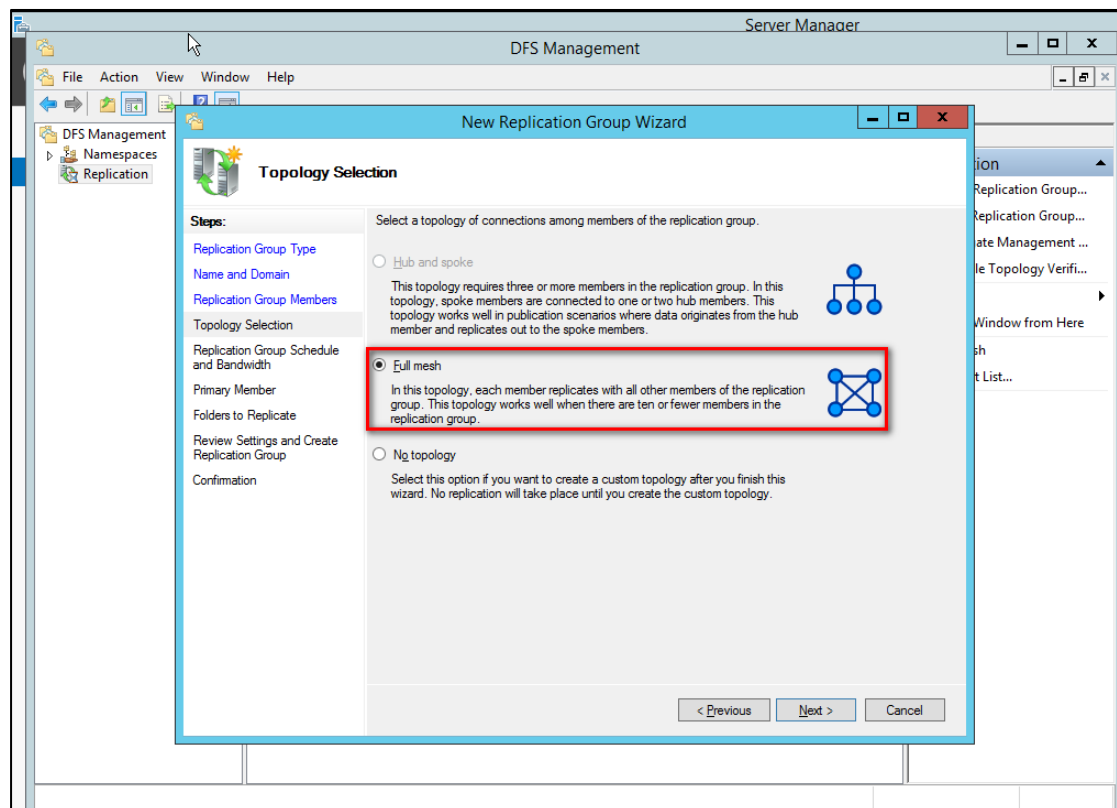 Server Manager
DFS Management
File Action View Window Help
DFS Management
Namespaces
Replication
New Replication Group Wizard
Topology Selection
Steps:
Replication Group Type
Name and Domain
Replication Group Members
Topology Selection
Replication Group Schedule
and Bandwidth
Primary Member
Folders to Replicate
Review Settings and Create
Replication Group
Confirmation
Select a topology of connections among members of the replication group.
Hub and spoke
This topology requires three or more members in the replication group. In this
topology, spoke members are connected to one or two hub members. This
topology works well in publication scenarios where data originates from the hub
member and replicates out to the spoke members.
Full mesh
In this topology, each member replicates with all other members of the replication
group. This topology works well when there are ten or fewer members in the
replication group.
No topology
Select this option if you want to create a custom topology after you finish this
wizard. No replication will take place until you create the custom topology.
< Previous
Next >
Cancel
ion
Replication Group...
Replication Group...
ate Management ...
le Topology Verifi...
Window from Here
sh
t List...